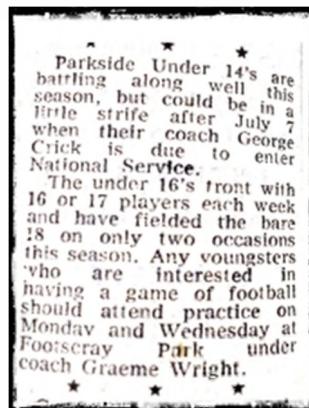 Parkside Under 14's are
battling along well this
season, but could be in a
little strife after July 7
when their coach George
Crick is due to enter
National Service.
The under 16's front with
16 or 17 players each week
and have fielded the bare
18 on only two occasions
this season. Any youngsters
who are interested in
having a game of football
should attend practice on
Monday and Wednesday at
Footscray Park under
coach Graeme Wright.